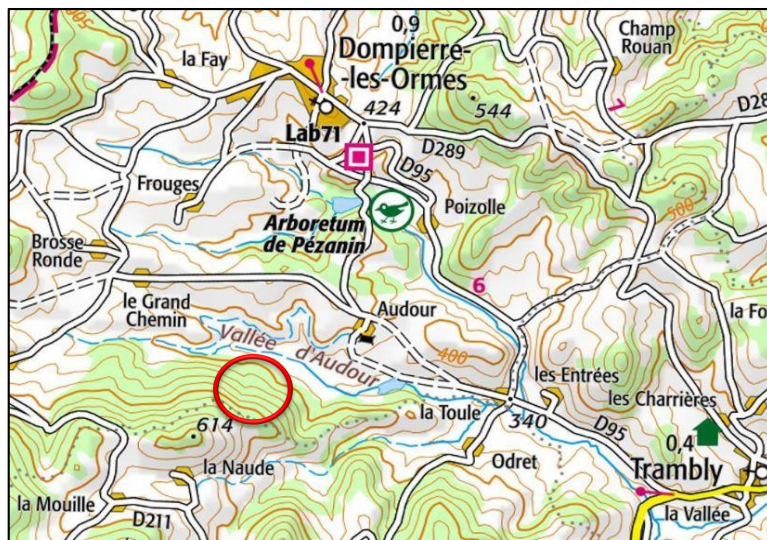 0,9
Champ
Rouan
500
la Fay
Dompierre-
-les-Ormes
424
544
Lab71
D289
D28
D95
Frouges
Poizolle
500
Arboretum
de Pézanin
Brosse
Ronde
6
le Grand
Chemin
Audour
la Fo
Vallée d'Audour
400
les Entrées
les Charrières
la Toule
340
D95
0,4
614
la Naude
Odret
Trambly
la Mouille
D211
la Vallée